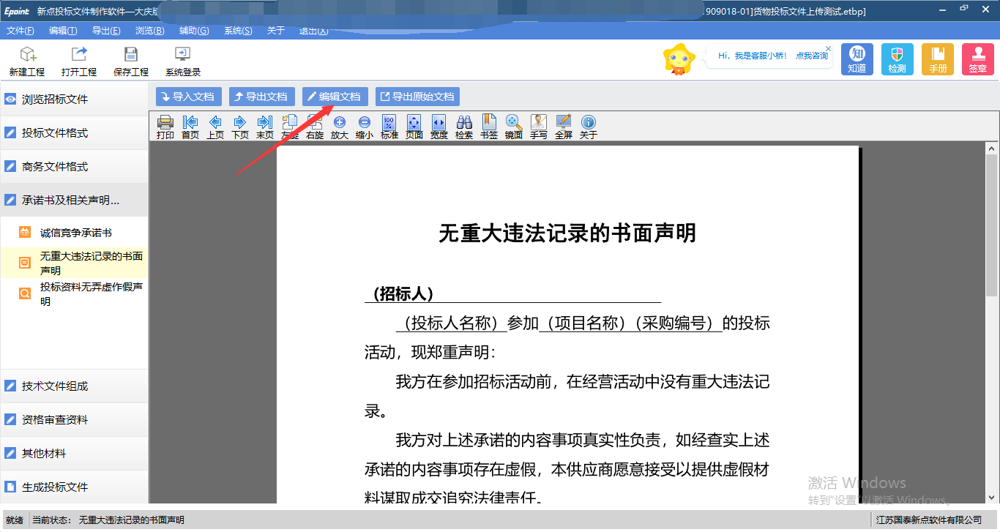 Epoint 新点投标文件制作软件—大庆版 909018-01]货物投标文件上传测试.etbp]
文件(F) 编辑(T) 导出(E) 浏览(B) 辅助(G) 系统(S) 关于 退出(X)
新建工程 打开工程 保存工程 系统登录
Hi，我是客服小桥！ 点我咨询
知 知道 检测 手册 签章
导入文档 导出文档 编辑文档 导出原始文档
打印 首页 上页 下页 末页 左旋 右旋 放大 缩小 标准 页面 宽度 检索 书签 镜面 手写 全屏 关于
浏览招标文件
投标文件格式
商务文件格式
承诺书及相关声明...
诚信竞争承诺书
无重大违法记录的书面
声明
投标资料无弄虚作假声
明
技术文件组成
资格审查资料
其他材料
生成投标文件
无重大违法记录的书面声明
（招标人）
（投标人名称）参加（项目名称）（采购编号）的投标
活动，现郑重声明：
我方在参加招标活动前，在经营活动中没有重大违法记
录。
我方对上述承诺的内容事项真实性负责，如经查实上述
承诺的内容事项存在虚假，本供应商愿意接受以提供虚假材
料谋取成交追究法律责任。
激活 Windows
转到"设置"以激活 Windows。
就绪 当前状态： 无重大违法记录的书面声明 江苏国泰新点软件有限公司